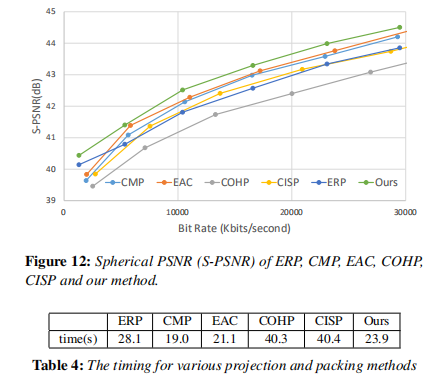 45
44
43
42
41
40
39
S-PSNR(dB)
CMP EAC COHP CISP ERP Ours
0 10000 20000 30000
Bit Rate (Kbits/second)
Figure 12: Spherical PSNR (S-PSNR) of ERP, CMP, EAC, COHP,
CISP and our method.
ERP CMP EAC COHP CISP Ours
time(s) 28.1 19.0 21.1 40.3 40.4 23.9
Table 4: The timing for various projection and packing methods